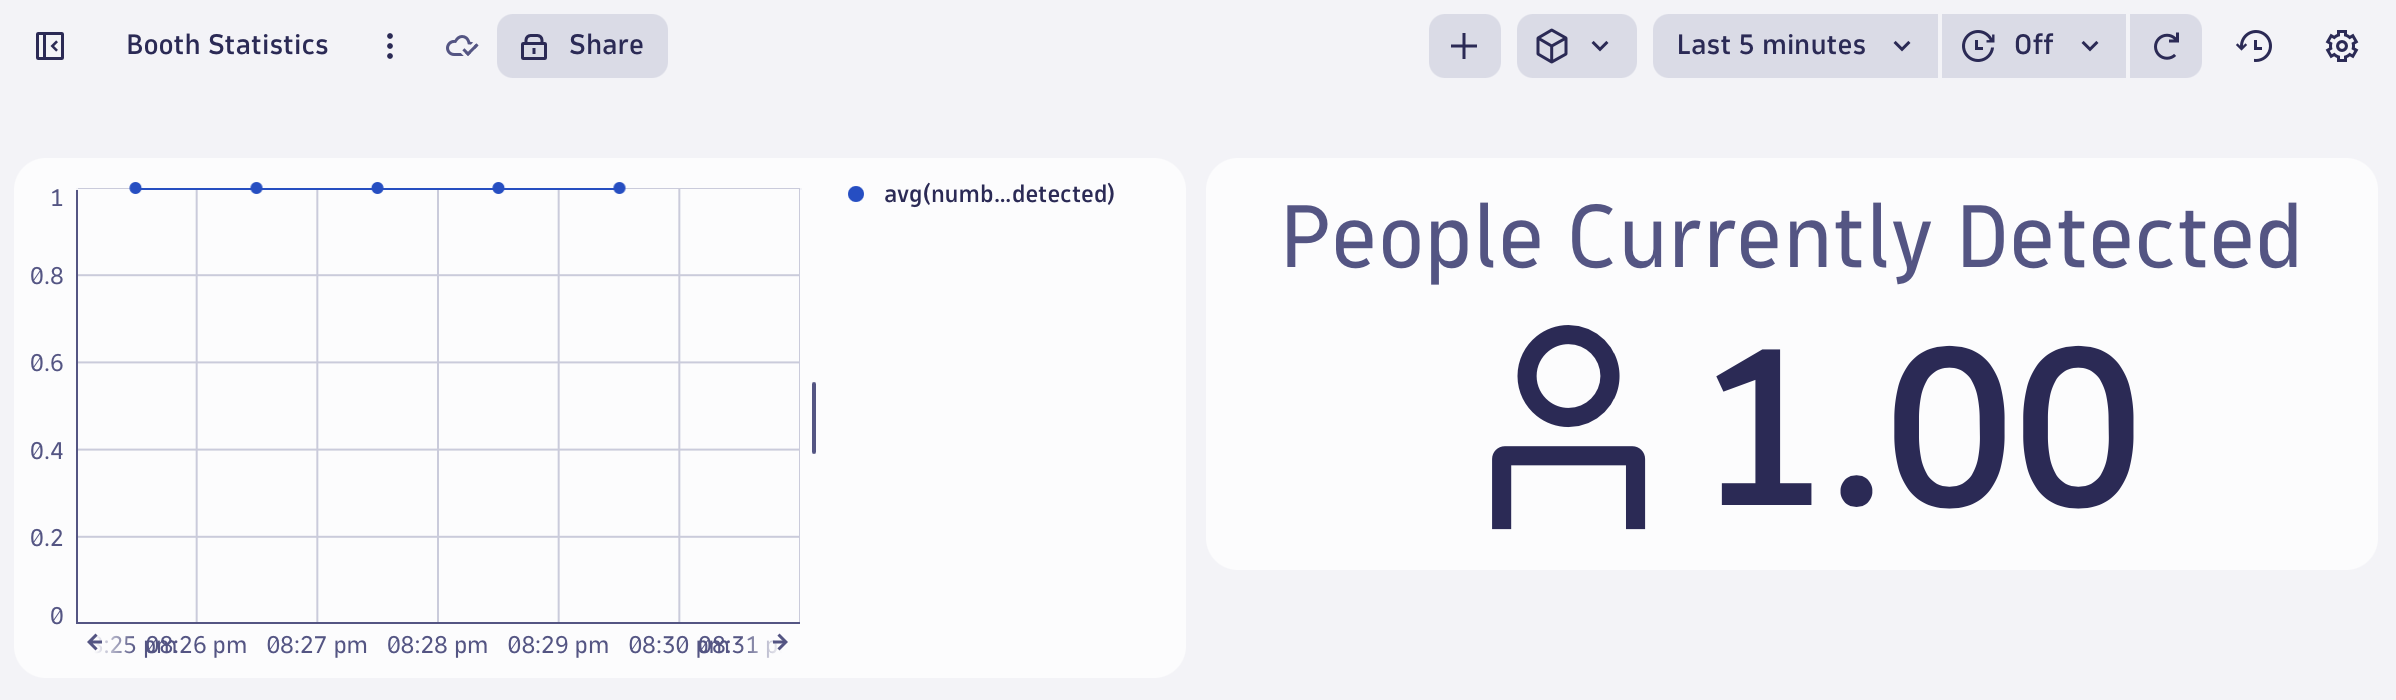 Booth Statistics
Share
Last 5 minutes
Off
1
0.8
0.6
0.4
0.2
0
:25 pm 08:26 pm 08:27 pm 08:28 pm 08:29 pm 08:30 pm 08:31 p
avg(numb...detected)
People Currently Detected
1.00